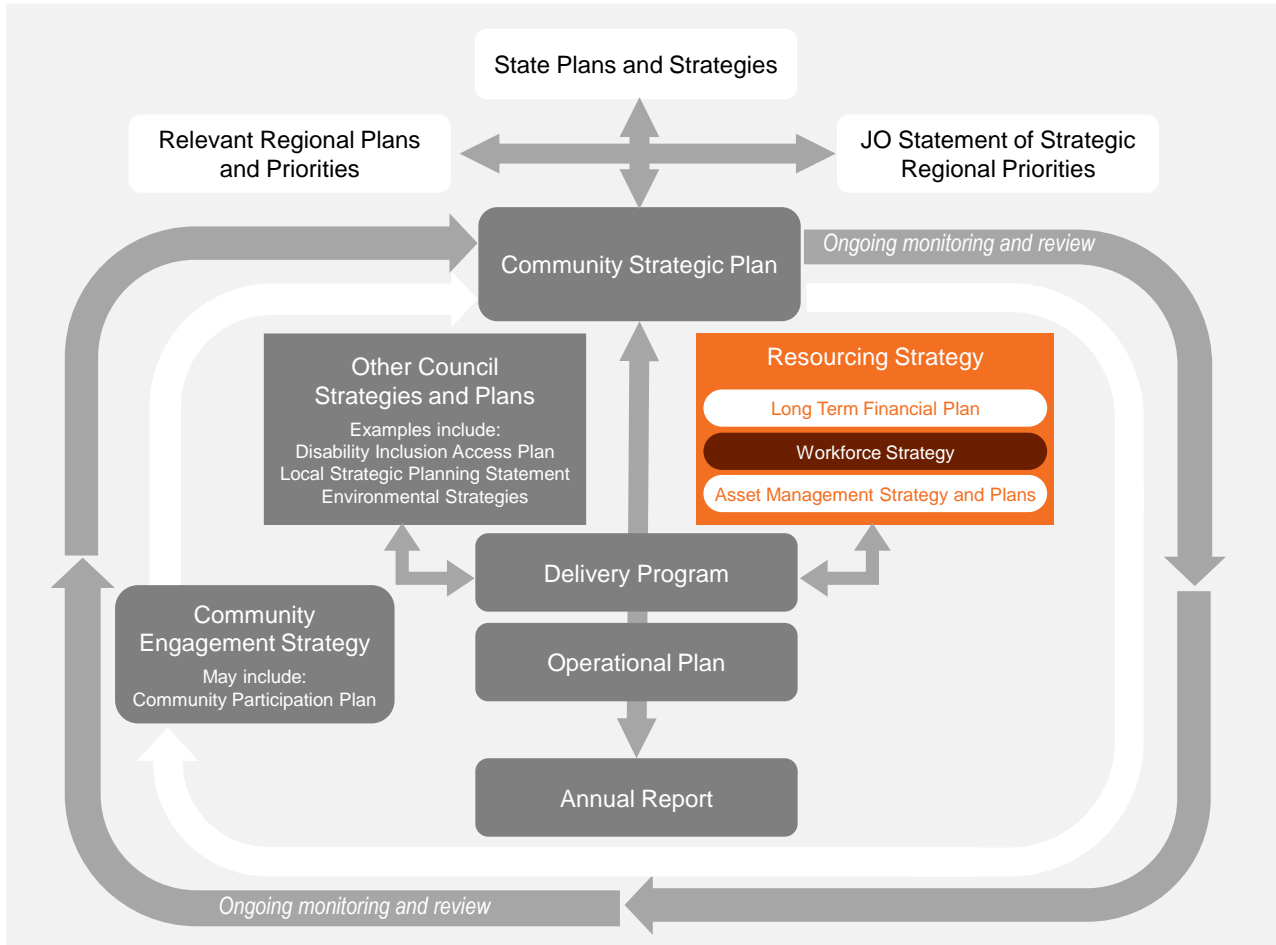 State Plans and Strategies
Relevant Regional Plans
and Priorities
JO Statement of Strategic
Regional Priorities
Community Strategic Plan
Ongoing monitoring and review
Other Council
Strategies and Plans
Examples include:
Disability Inclusion Access Plan
Local Strategic Planning Statement
Environmental Strategies
Resourcing Strategy
Long Term Financial Plan
Workforce Strategy
Asset Management Strategy and Plans
Delivery Program
Community
Engagement Strategy
May include:
Community Participation Plan
Operational Plan
Annual Report
Ongoing monitoring and review